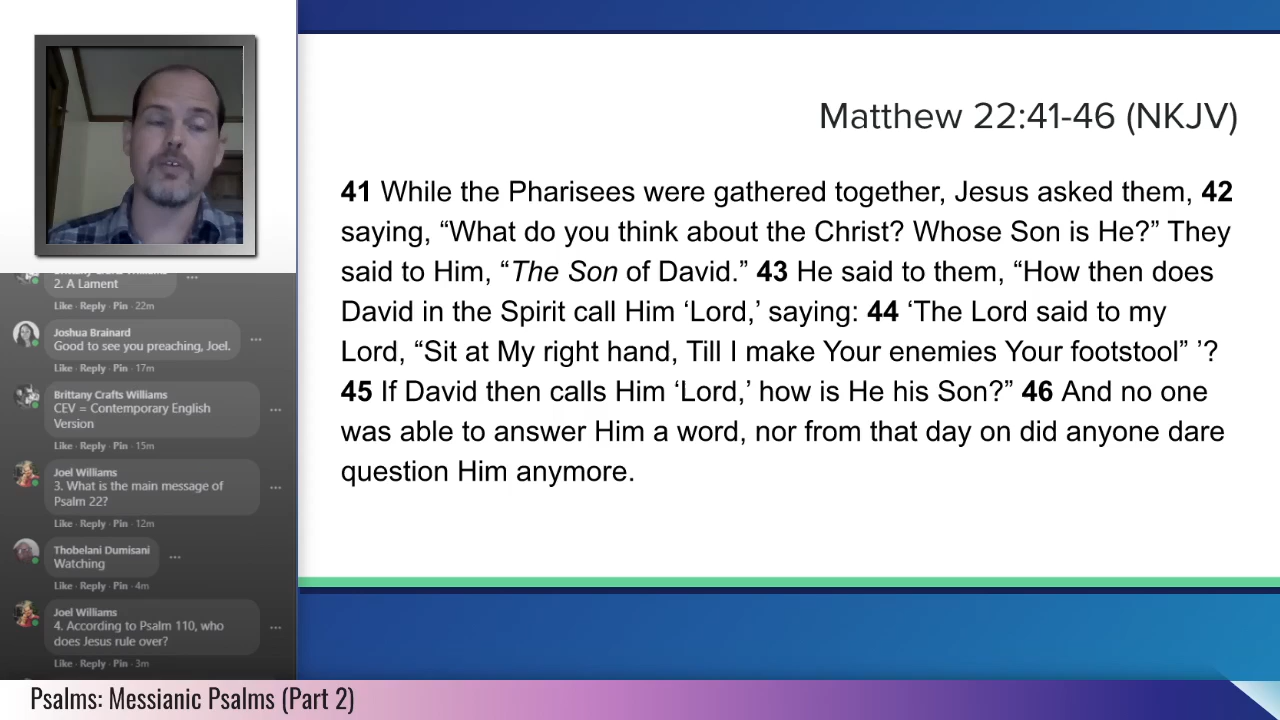 Matthew 22:41-46 (NKJV)
41 While the Pharisees were gathered together, Jesus asked them, 42
saying, “What do you think about the Christ? Whose Son is He?” They
said to Him, “The Son of David.” 43 He said to them, “How then does
David in the Spirit call Him ‘Lord,’ saying: 44 ‘The Lord said to my
Lord, “Sit at My right hand, Till I make Your enemies Your footstool” ’?
45 If David then calls Him ‘Lord,’ how is He his Son?” 46 And no one
was able to answer Him a word, nor from that day on did anyone dare
question Him anymore.
2. A Lament
Like · Reply · Pin · 22m
Joshua Brainard
Good to see you preaching, Joel.
Like · Reply · Pin · 17m
Brittany Crafts Williams
CEV = Contemporary English
Version
Like · Reply · Pin · 15m
Joel Williams
3. What is the main message of
Psalm 22?
Like · Reply · Pin · 12m
Thobelani Dumisani
Watching
Like · Reply · Pin · 4m
Joel Williams
4. According to Psalm 110, who
does Jesus rule over?
Like · Reply · Pin · 3m
Psalms: Messianic Psalms (Part 2)